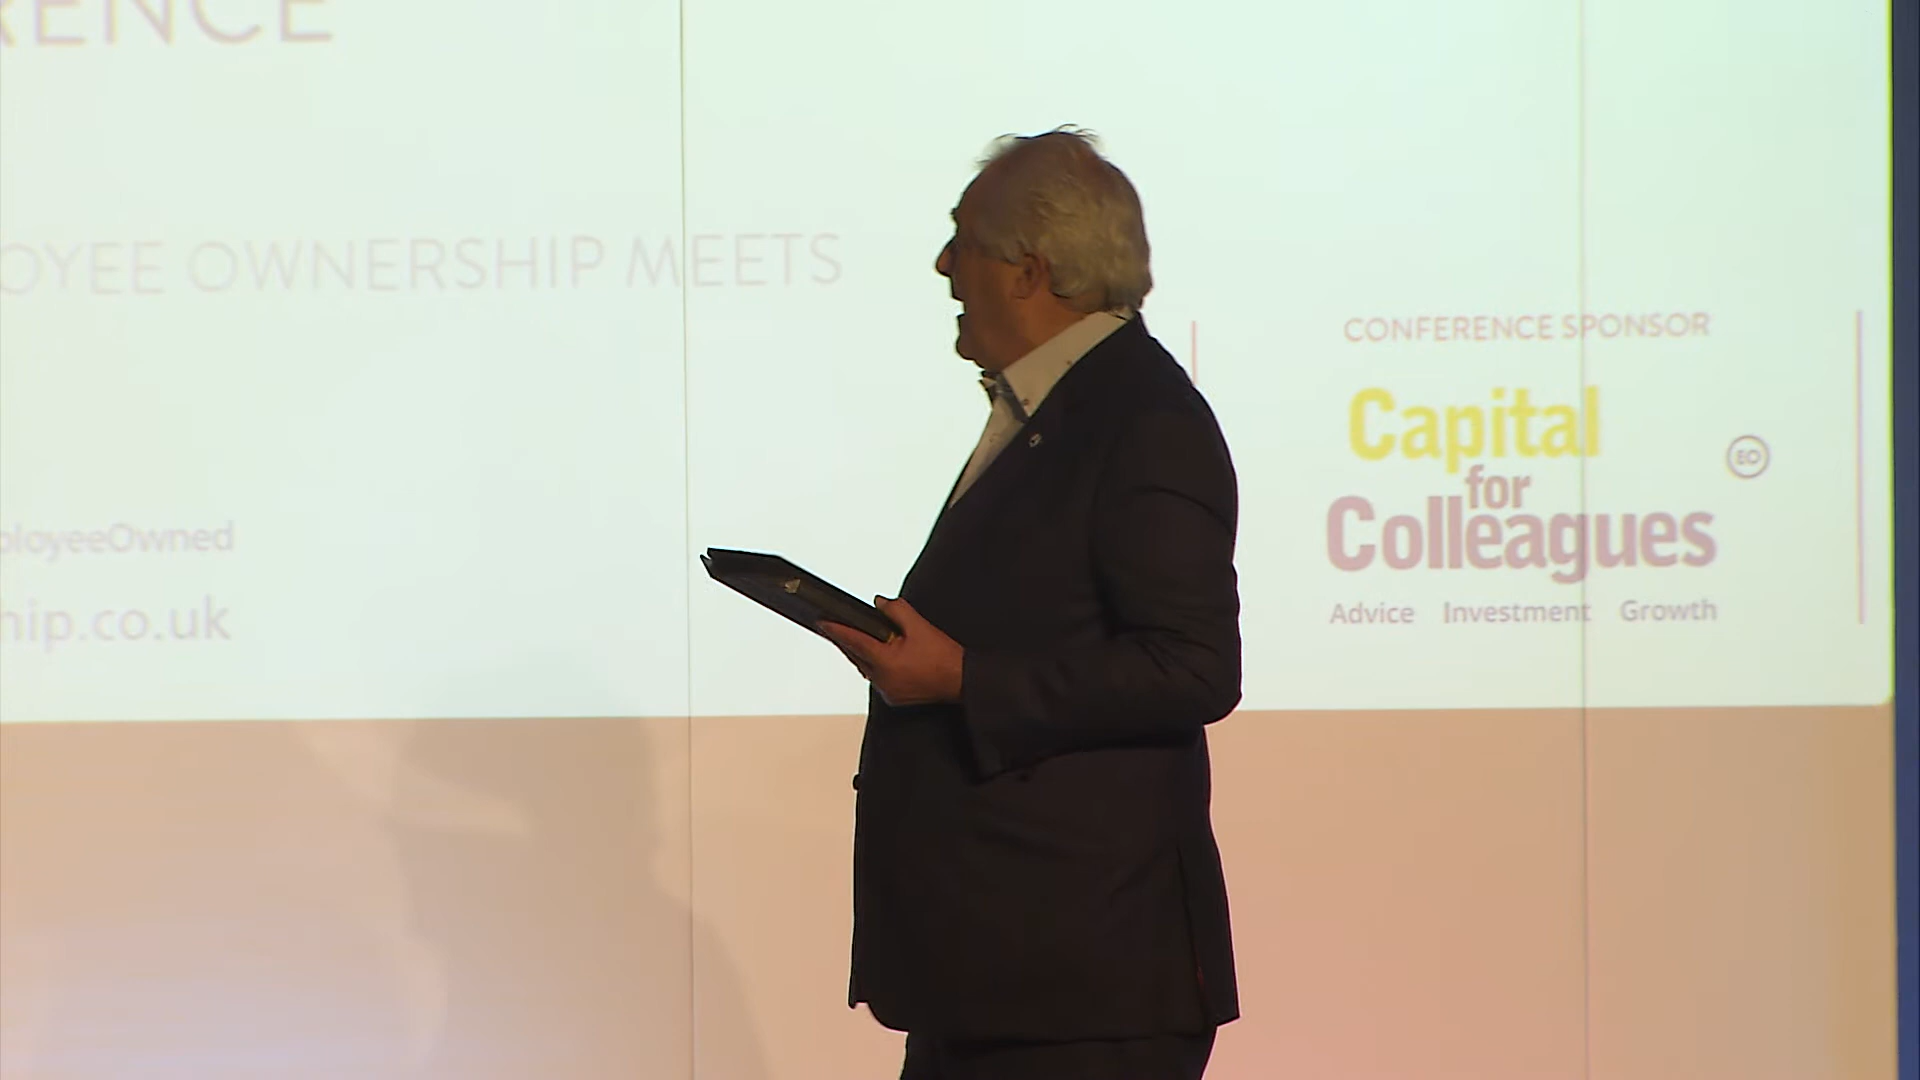 RENCE
OYEE OWNERSHIP MEETS
CONFERENCE SPONSOR
Capital
for
Colleagues
EO
Advice Investment Growth
ployeeOwned
hip.co.uk